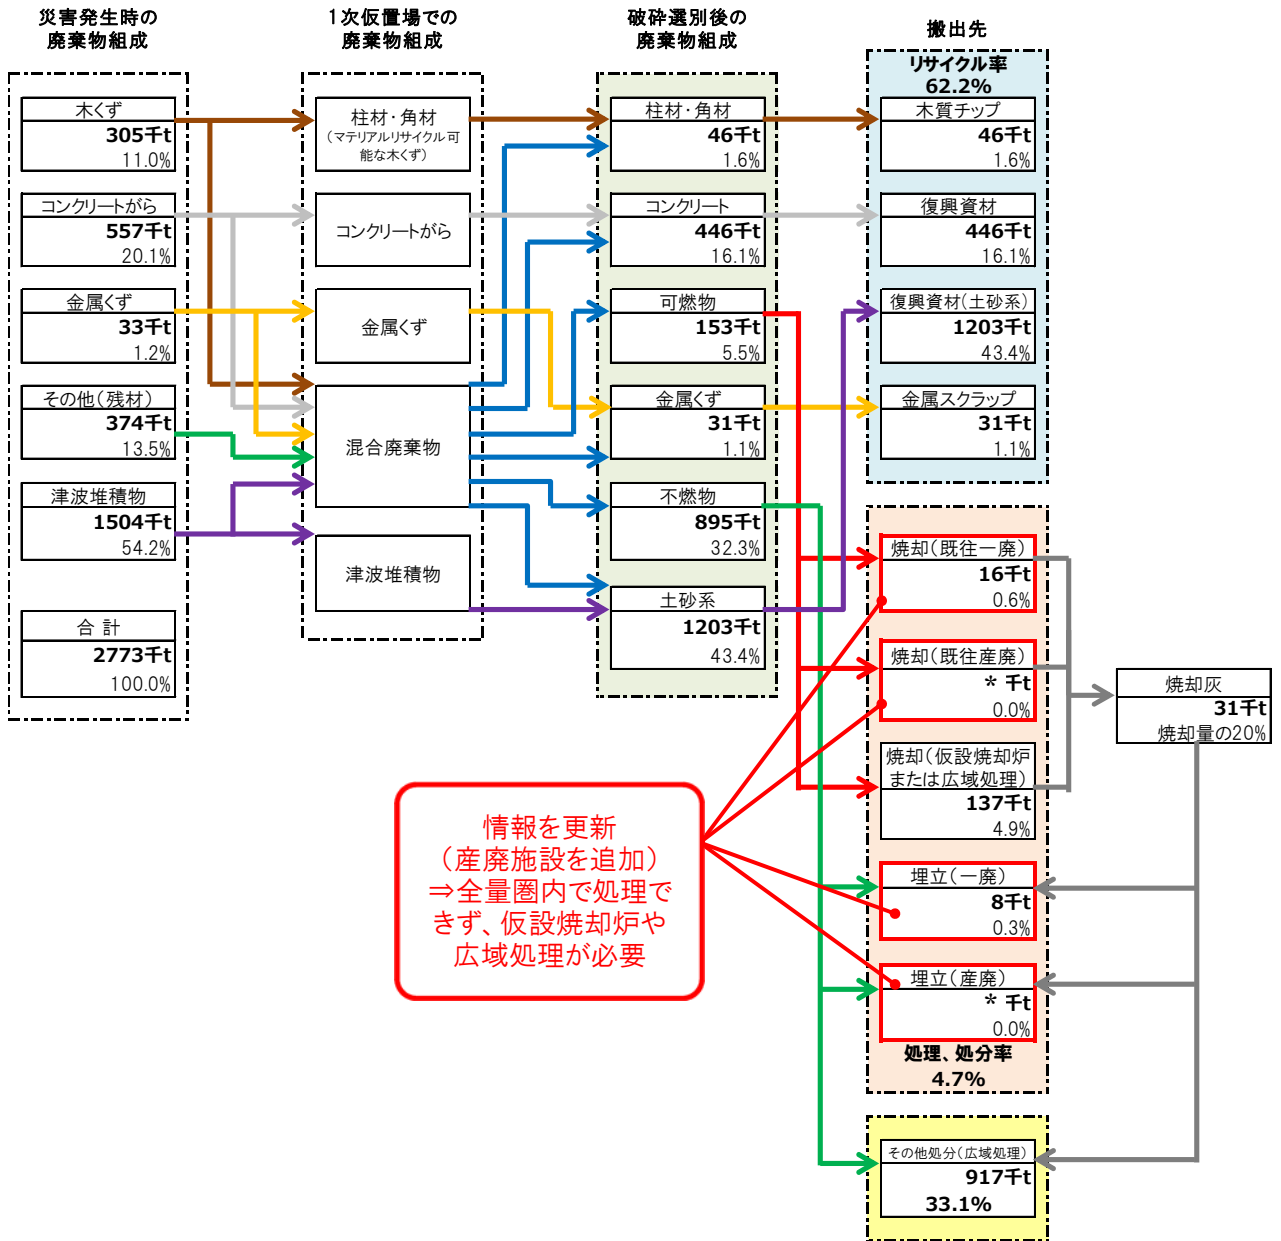 災害発生時の
廃棄物組成
木くず
305千t
11.0%
コンクリートがら
557千t
20.1%
金属くず
33千t
1.2%
その他(残材)
374千t
13.5%
津波堆積物
1504千t
54.2%
合 計
2773千t
100.0%
1次仮置場での
廃棄物組成
柱材・角材
(マテリアルリサイクル可
能な木くず)
コンクリートがら
金属くず
混合廃棄物
津波堆積物
破砕選別後の
廃棄物組成
柱材・角材
46千t
1.6%
コンクリート
446千t
16.1%
可燃物
153千t
5.5%
金属くず
31千t
1.1%
不燃物
895千t
32.3%
土砂系
1203千t
43.4%
搬出先
リサイクル率
62.2%
木質チップ
46千t
1.6%
復興資材
446千t
16.1%
復興資材(土砂系)
1203千t
43.4%
金属スクラップ
31千t
1.1%
焼却(既往一廃)
16千t
0.6%
焼却(既往産廃)
* 千t
0.0%
焼却(仮設焼却炉
または広域処理)
137千t
4.9%
埋立(一廃)
8千t
0.3%
埋立(産廃)
* 千t
0.0%
処理、処分率
4.7%
その他処分(広域処理)
917千t
33.1%
焼却灰
31千t
焼却量の20%
情報を更新
(産廃施設を追加)
⇒全量圏内で処理で
きず、仮設焼却炉や
広域処理が必要